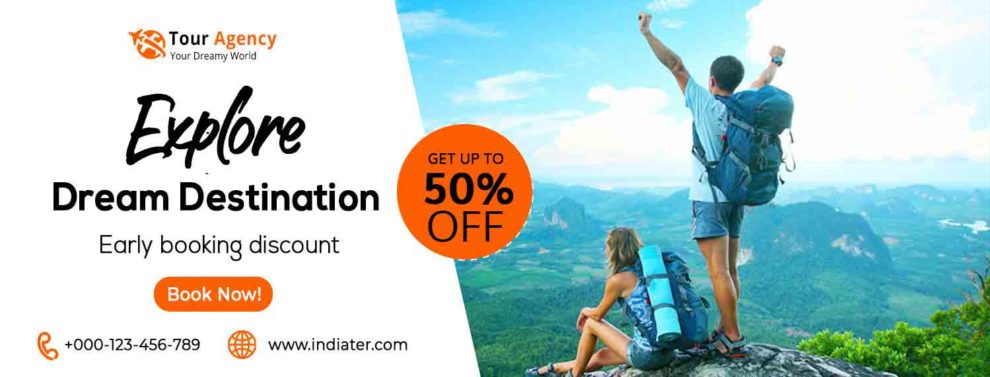 Tour Agency
Your Dreamy World
Explore
Dream Destination
Early booking discount
Book Now!
+000-123-456-789
www.indiater.com
GET UP TO
50%
OFF